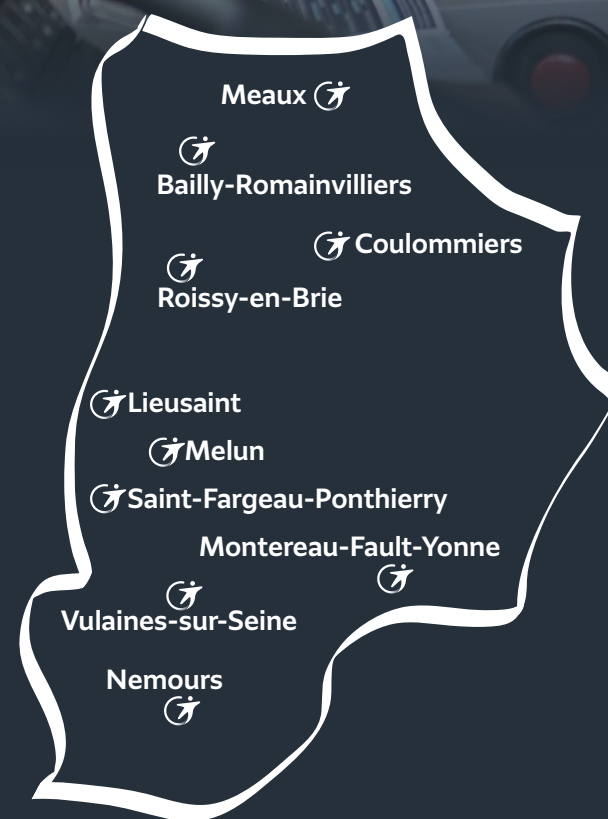 Meaux
Bailly-Romainvilliers
Coulommiers
Roissy-en-Brie
Lieusaint
Melun
Saint-Fargeau-Ponthierry
Montereau-Fault-Yonne
Vulaines-sur-Seine
Nemours